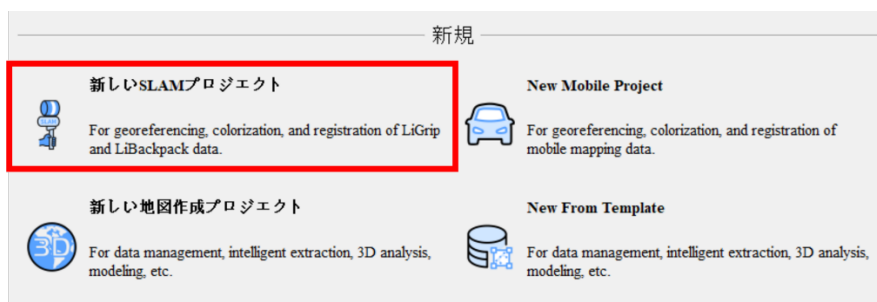 新規
新しいSLAMプロジェクト
For georeferencing, colorization, and registration of LiGrip
and LiBackpack data.
New Mobile Project
For georeferencing, colorization, and registration of
mobile mapping data.
新しい地図作成プロジェクト
For data management, intelligent extraction, 3D analysis,
modeling, etc.
New From Template
For data management, intelligent extraction, 3D analysis,
modeling, etc.
SLAM
3D